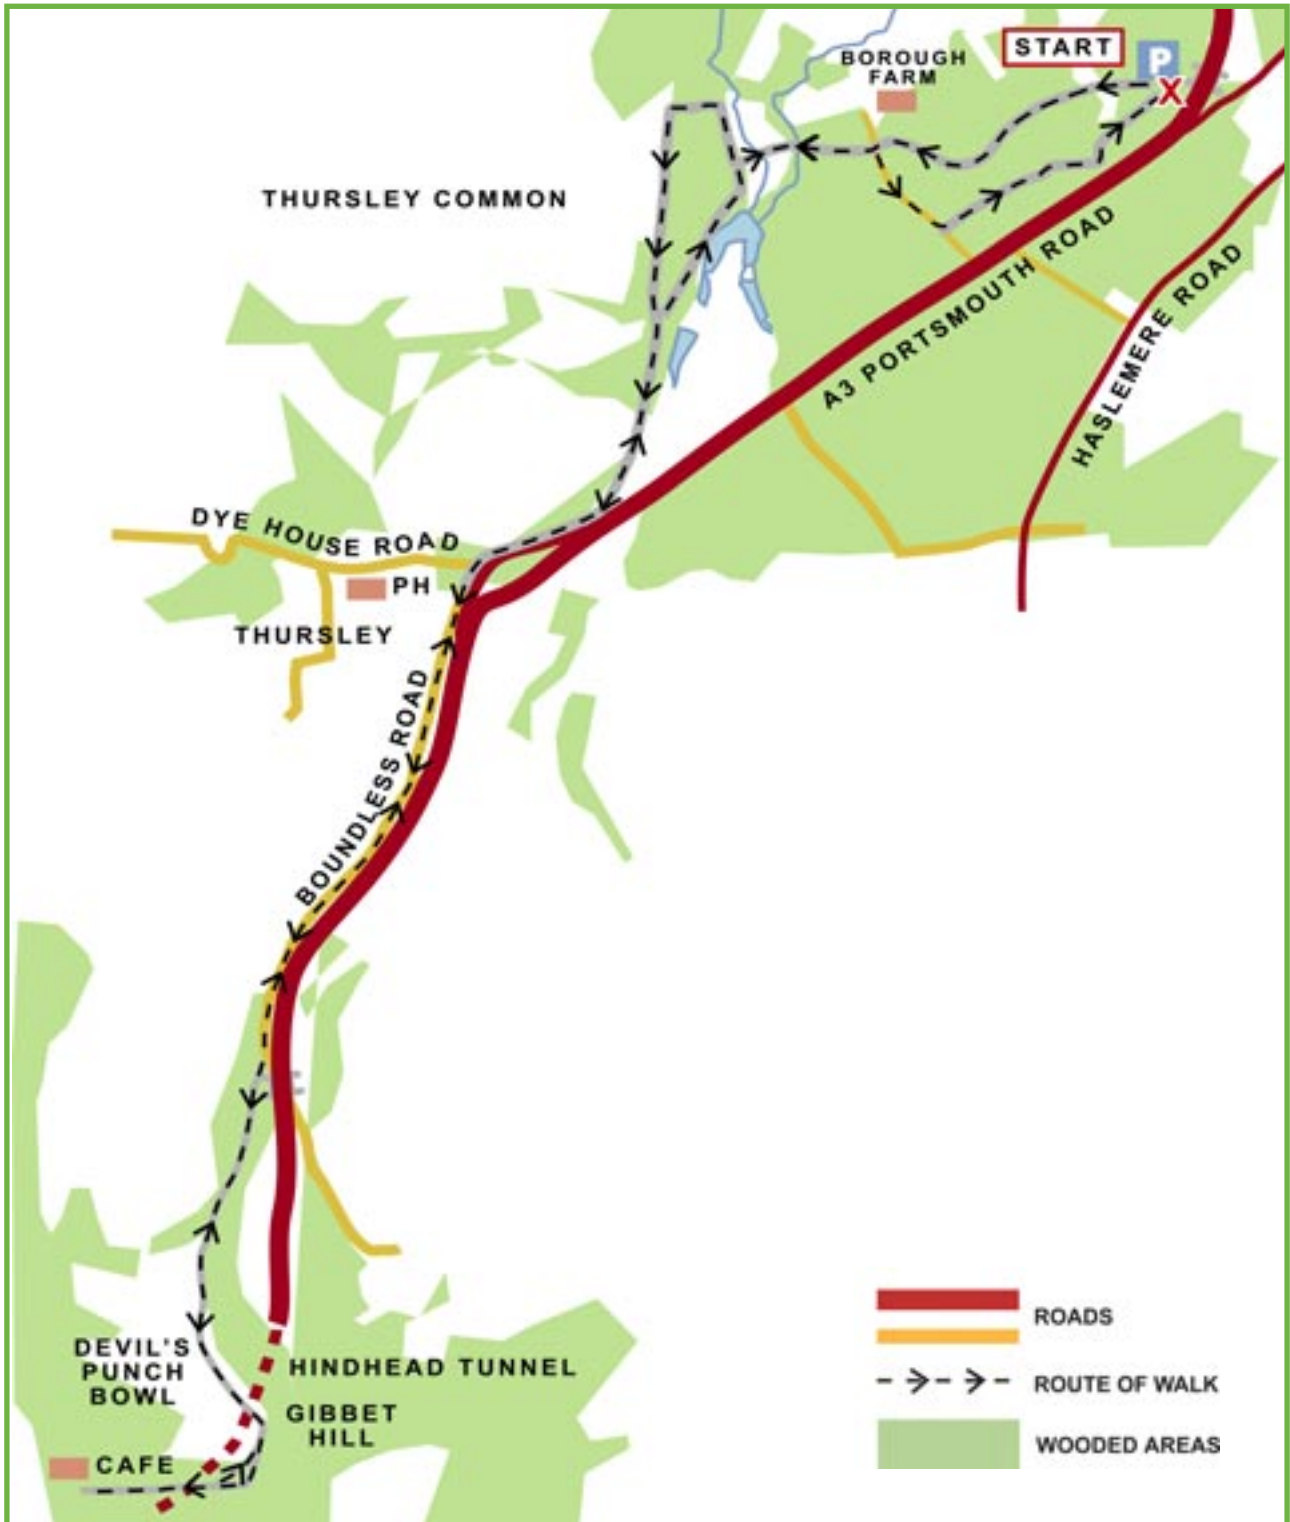 START
P
X
BOROUGH
FARM
THURSLEY COMMON
A3 PORTSMOUTH ROAD
HASLEMERE ROAD
DYE HOUSE ROAD
PH
THURSLEY
BOUNDLESS ROAD
DEVIL'S
PUNCH
BOWL
HINDHEAD TUNNEL
GIBBET
HILL
CAFE
ROADS
ROUTE OF WALK
WOODED AREAS